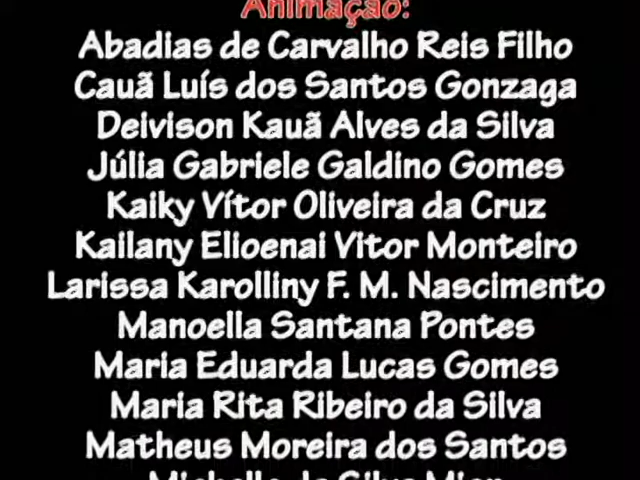 Animação:
Abadias de Carvalho Reis Filho
Cauã Luís dos Santos Gonzaga
Deivison Kauã Alves da Silva
Júlia Gabriele Galdino Gomes
Kaiky Vítor Oliveira da Cruz
Kailany Elioenai Vitor Monteiro
Larissa Karolliny F. M. Nascimento
Manoella Santana Pontes
Maria Eduarda Lucas Gomes
Maria Rita Ribeiro da Silva
Matheus Moreira dos Santos
da Silva